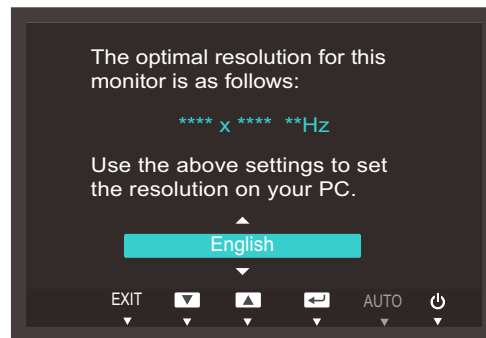 The optimal resolution for this
monitor is as follows:
**** x **** **Hz
Use the above settings to set
the resolution on your PC.
English
EXIT AUTO